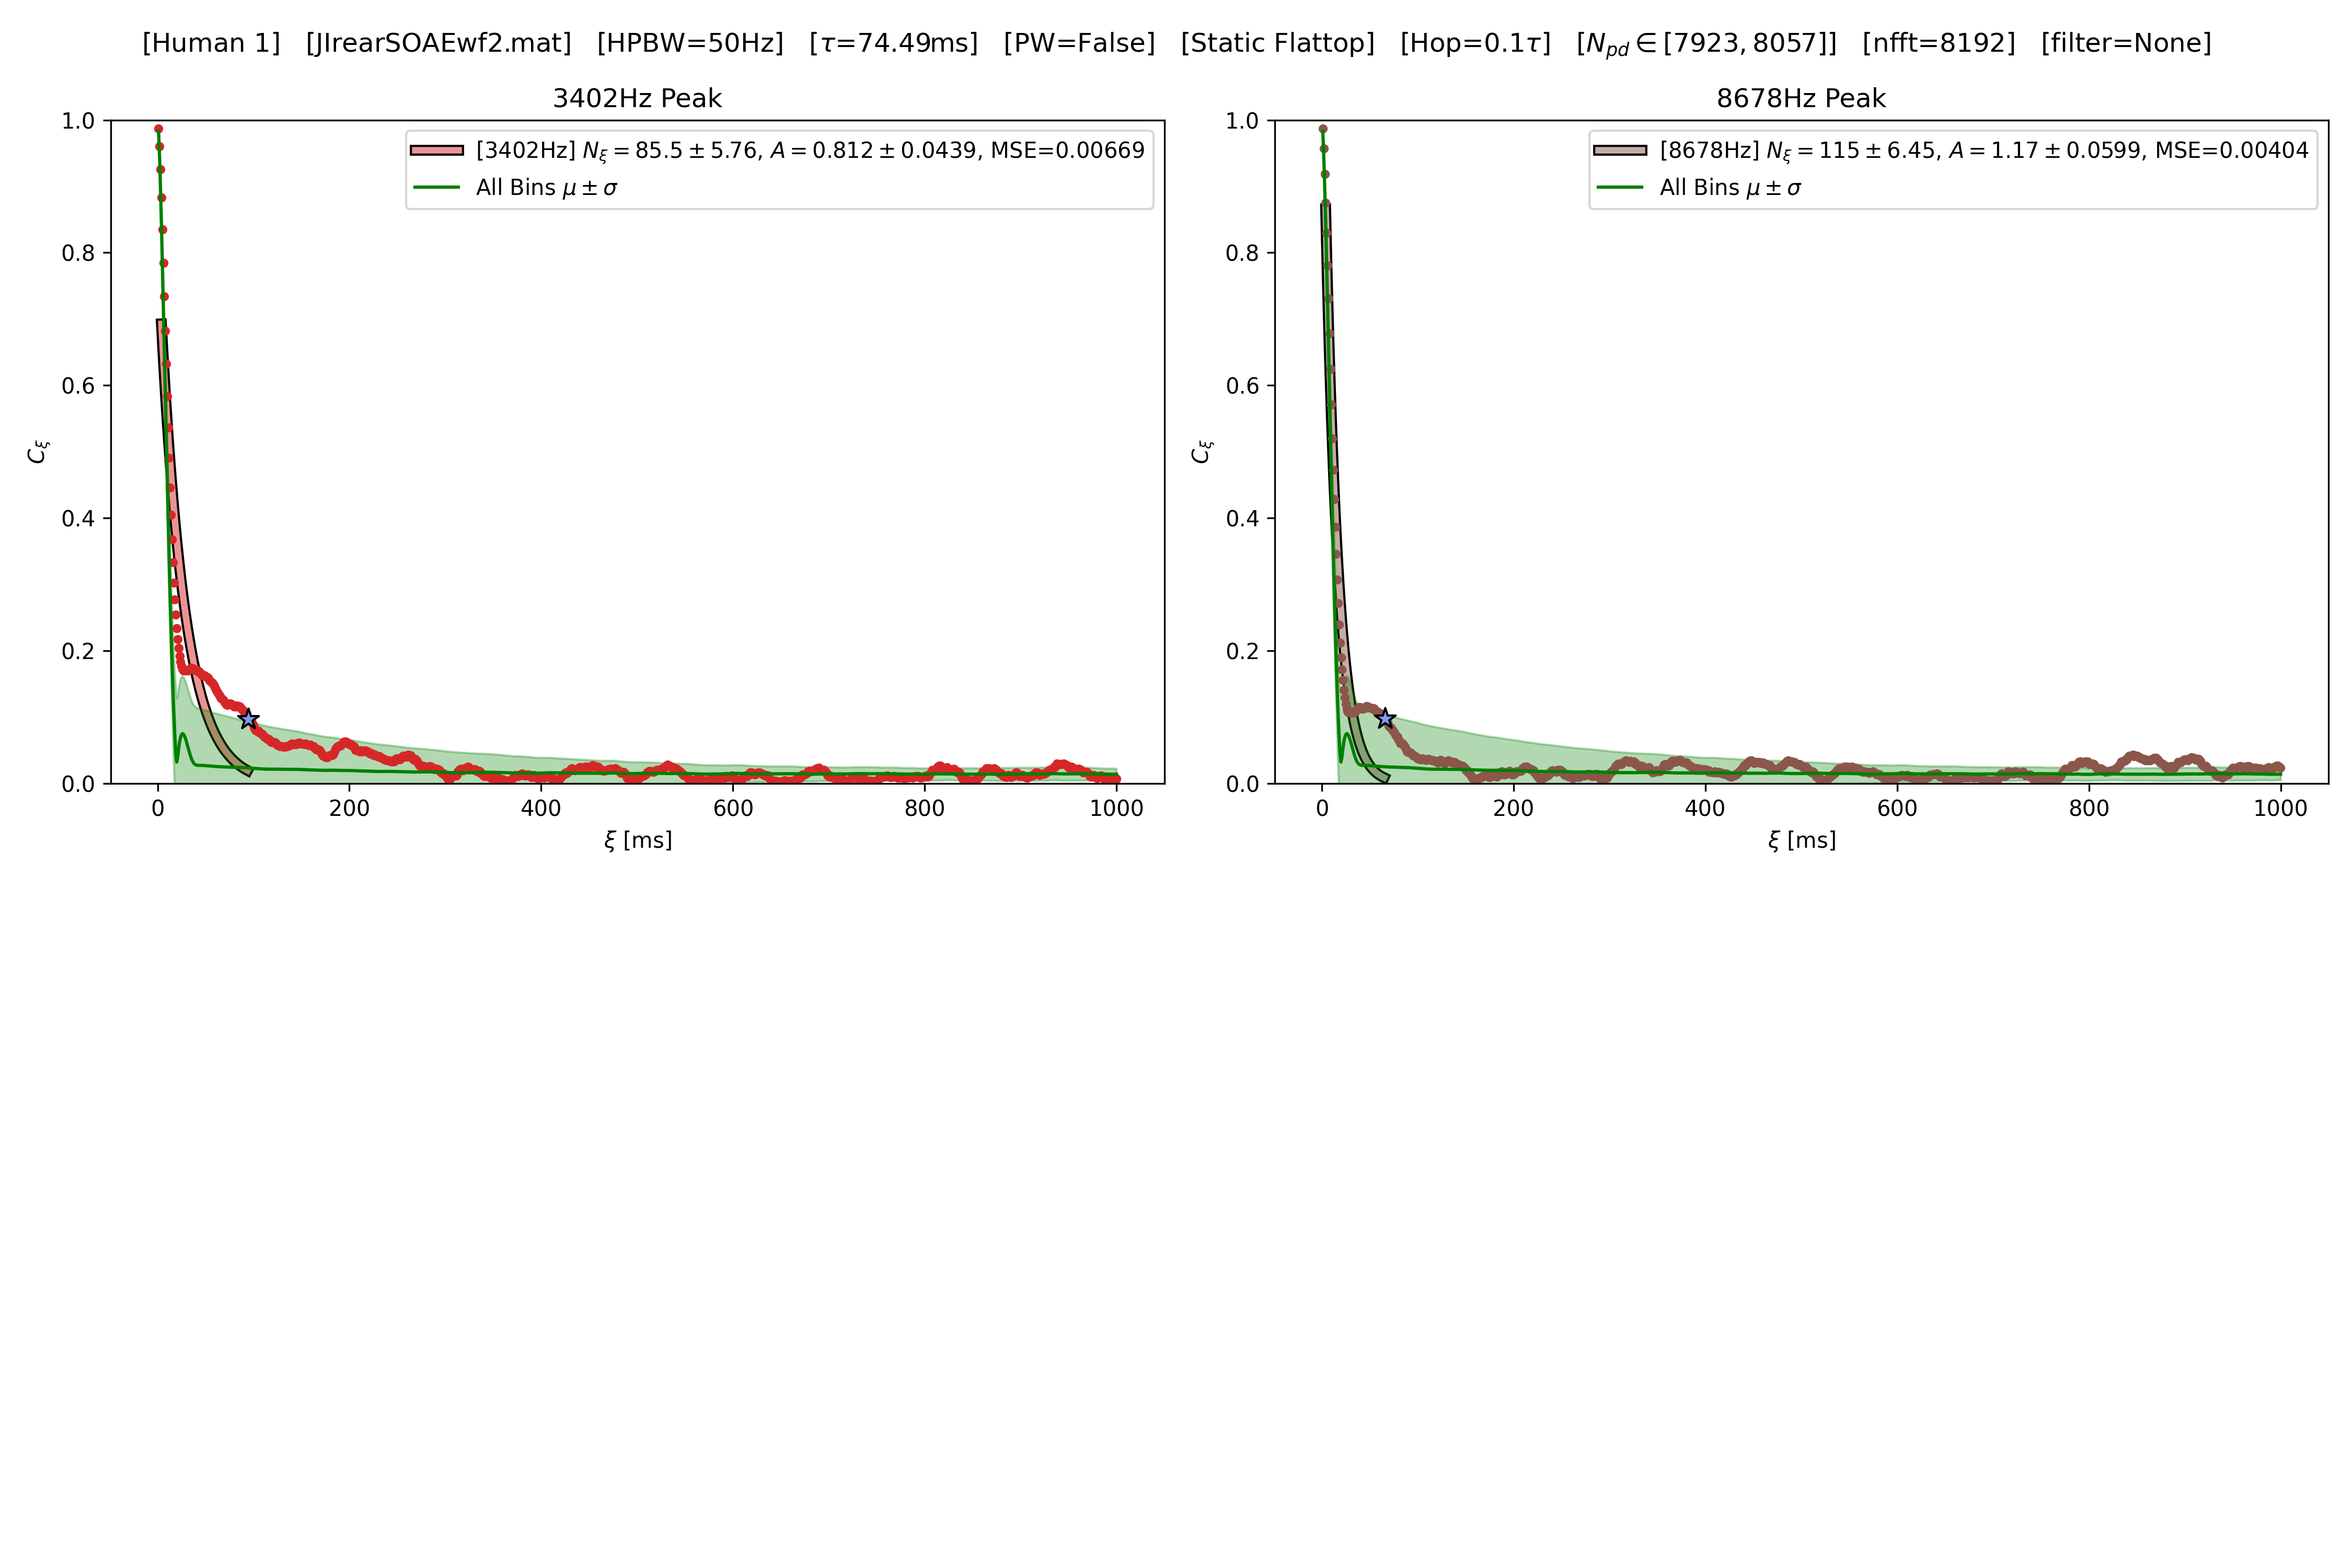 [Human 1] [JIrearSOAEwf2.mat] [HPBW=50Hz] [τ=74.49ms] [PW=False] [Static Flattop] [Hop=0.1τ] [N_pd ∈ [7923, 8057]] [nfft=8192] [filter=None]
3402Hz Peak
[3402Hz] N_ξ = 85.5 ± 5.76, A = 0.812 ± 0.0439, MSE=0.00669
All Bins μ ± σ
1.0
0.8
0.6
0.4
0.2
0.0
C_ξ
0 200 400 600 800 1000
ξ [ms]
8678Hz Peak
[8678Hz] N_ξ = 115 ± 6.45, A = 1.17 ± 0.0599, MSE=0.00404
All Bins μ ± σ
1.0
0.8
0.6
0.4
0.2
0.0
C_ξ
0 200 400 600 800 1000
ξ [ms]